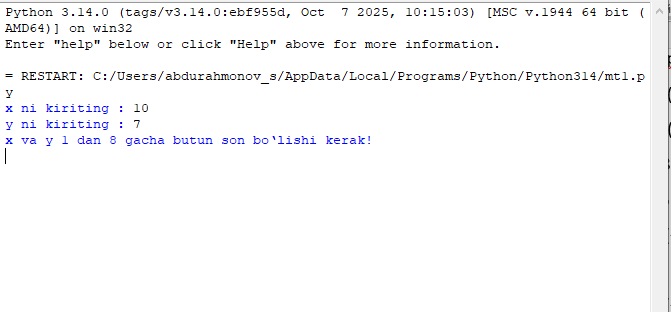 Python 3.14.0 (tags/v3.14.0:ebf955d, Oct  7 2025, 10:15:03) [MSC v.1944 64 bit (
AMD64)] on win32
Enter "help" below or click "Help" above for more information.
= RESTART: C:/Users/abdurahmonov_s/AppData/Local/Programs/Python/Python314/mt1.p
y
x ni kiriting : 10
y ni kiriting : 7
x va y 1 dan 8 gacha butun son bo‘lishi kerak!